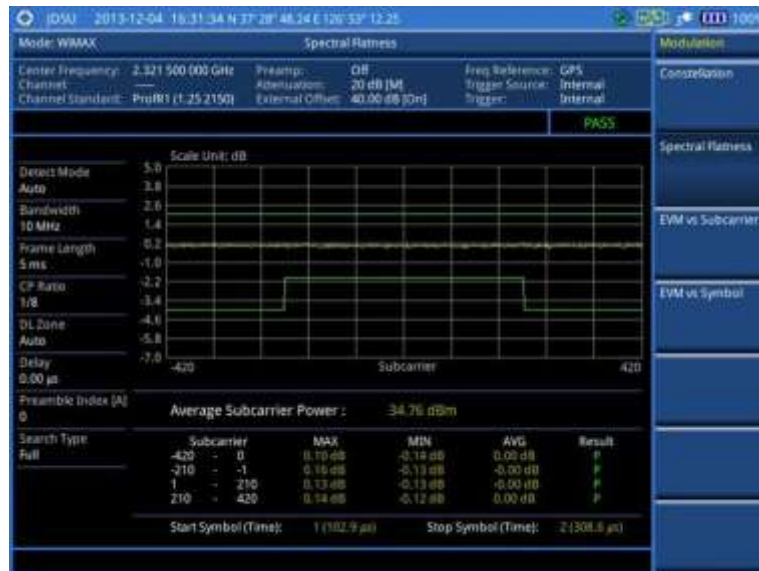 JDSU 2013-12-04 16:31:34 N 37° 28' 48.24 E 126° 53' 12.25 100%
Mode: WiMAX Spectral Flatness Modulation
Center Frequency: 2.321 500 000 GHz Preamp: Off Freq Reference: GPS
Channel: ---- Attenuation: 20 dB [M] Trigger Source: Internal
Channel Standard: External Offset: 40.00 dB [On] Trigger: Internal
Constellation
PASS
Spectral Flatness
Scale Unit: dB
Detect Mode
Auto
Bandwidth
10 MHz
Frame Length
5 ms
CP Ratio
1/8
DL Zone
Auto
Delay
0.00 µs
Preamble Index [A]
0
Search Type
Full
5.0
3.8
2.6
1.4
0.2
-1.0
-2.2
-3.4
-4.6
-5.8
-7.0
-420 Subcarrier 420
EVM vs Subcarrier
EVM vs Symbol
Average Subcarrier Power : 34.76 dBm
Subcarrier MAX MIN AVG Result
-420 - 0 0.10 dB -0.14 dB 0.00 dB P
-210 - -1 0.16 dB -0.13 dB -0.00 dB P
1 - 210 0.13 dB -0.13 dB -0.00 dB P
210 - 420 0.14 dB -0.12 dB 0.00 dB P
Start Symbol (Time): 1 (102.9 µs) Stop Symbol (Time): 2 (308.6 µs)